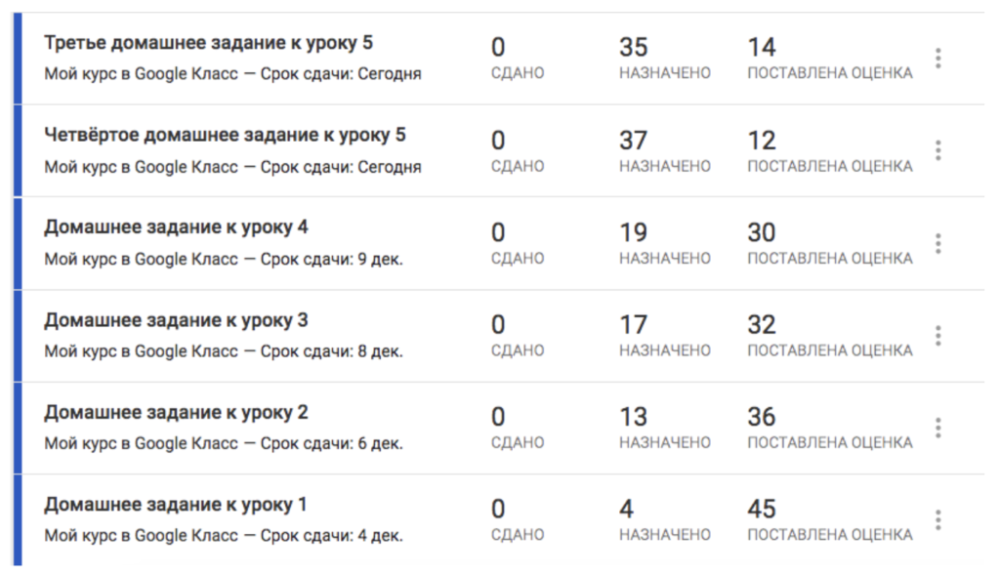 Третье домашнее задание к уроку 5
Мой курс в Google Класс — Срок сдачи: Сегодня
0 35 14
СДАНО НАЗНАЧЕНО ПОСТАВЛЕНА ОЦЕНКА
Четвёртое домашнее задание к уроку 5
Мой курс в Google Класс — Срок сдачи: Сегодня
0 37 12
СДАНО НАЗНАЧЕНО ПОСТАВЛЕНА ОЦЕНКА
Домашнее задание к уроку 4
Мой курс в Google Класс — Срок сдачи: 9 дек.
0 19 30
СДАНО НАЗНАЧЕНО ПОСТАВЛЕНА ОЦЕНКА
Домашнее задание к уроку 3
Мой курс в Google Класс — Срок сдачи: 8 дек.
0 17 32
СДАНО НАЗНАЧЕНО ПОСТАВЛЕНА ОЦЕНКА
Домашнее задание к уроку 2
Мой курс в Google Класс — Срок сдачи: 6 дек.
0 13 36
СДАНО НАЗНАЧЕНО ПОСТАВЛЕНА ОЦЕНКА
Домашнее задание к уроку 1
Мой курс в Google Класс — Срок сдачи: 4 дек.
0 4 45
СДАНО НАЗНАЧЕНО ПОСТАВЛЕНА ОЦЕНКА